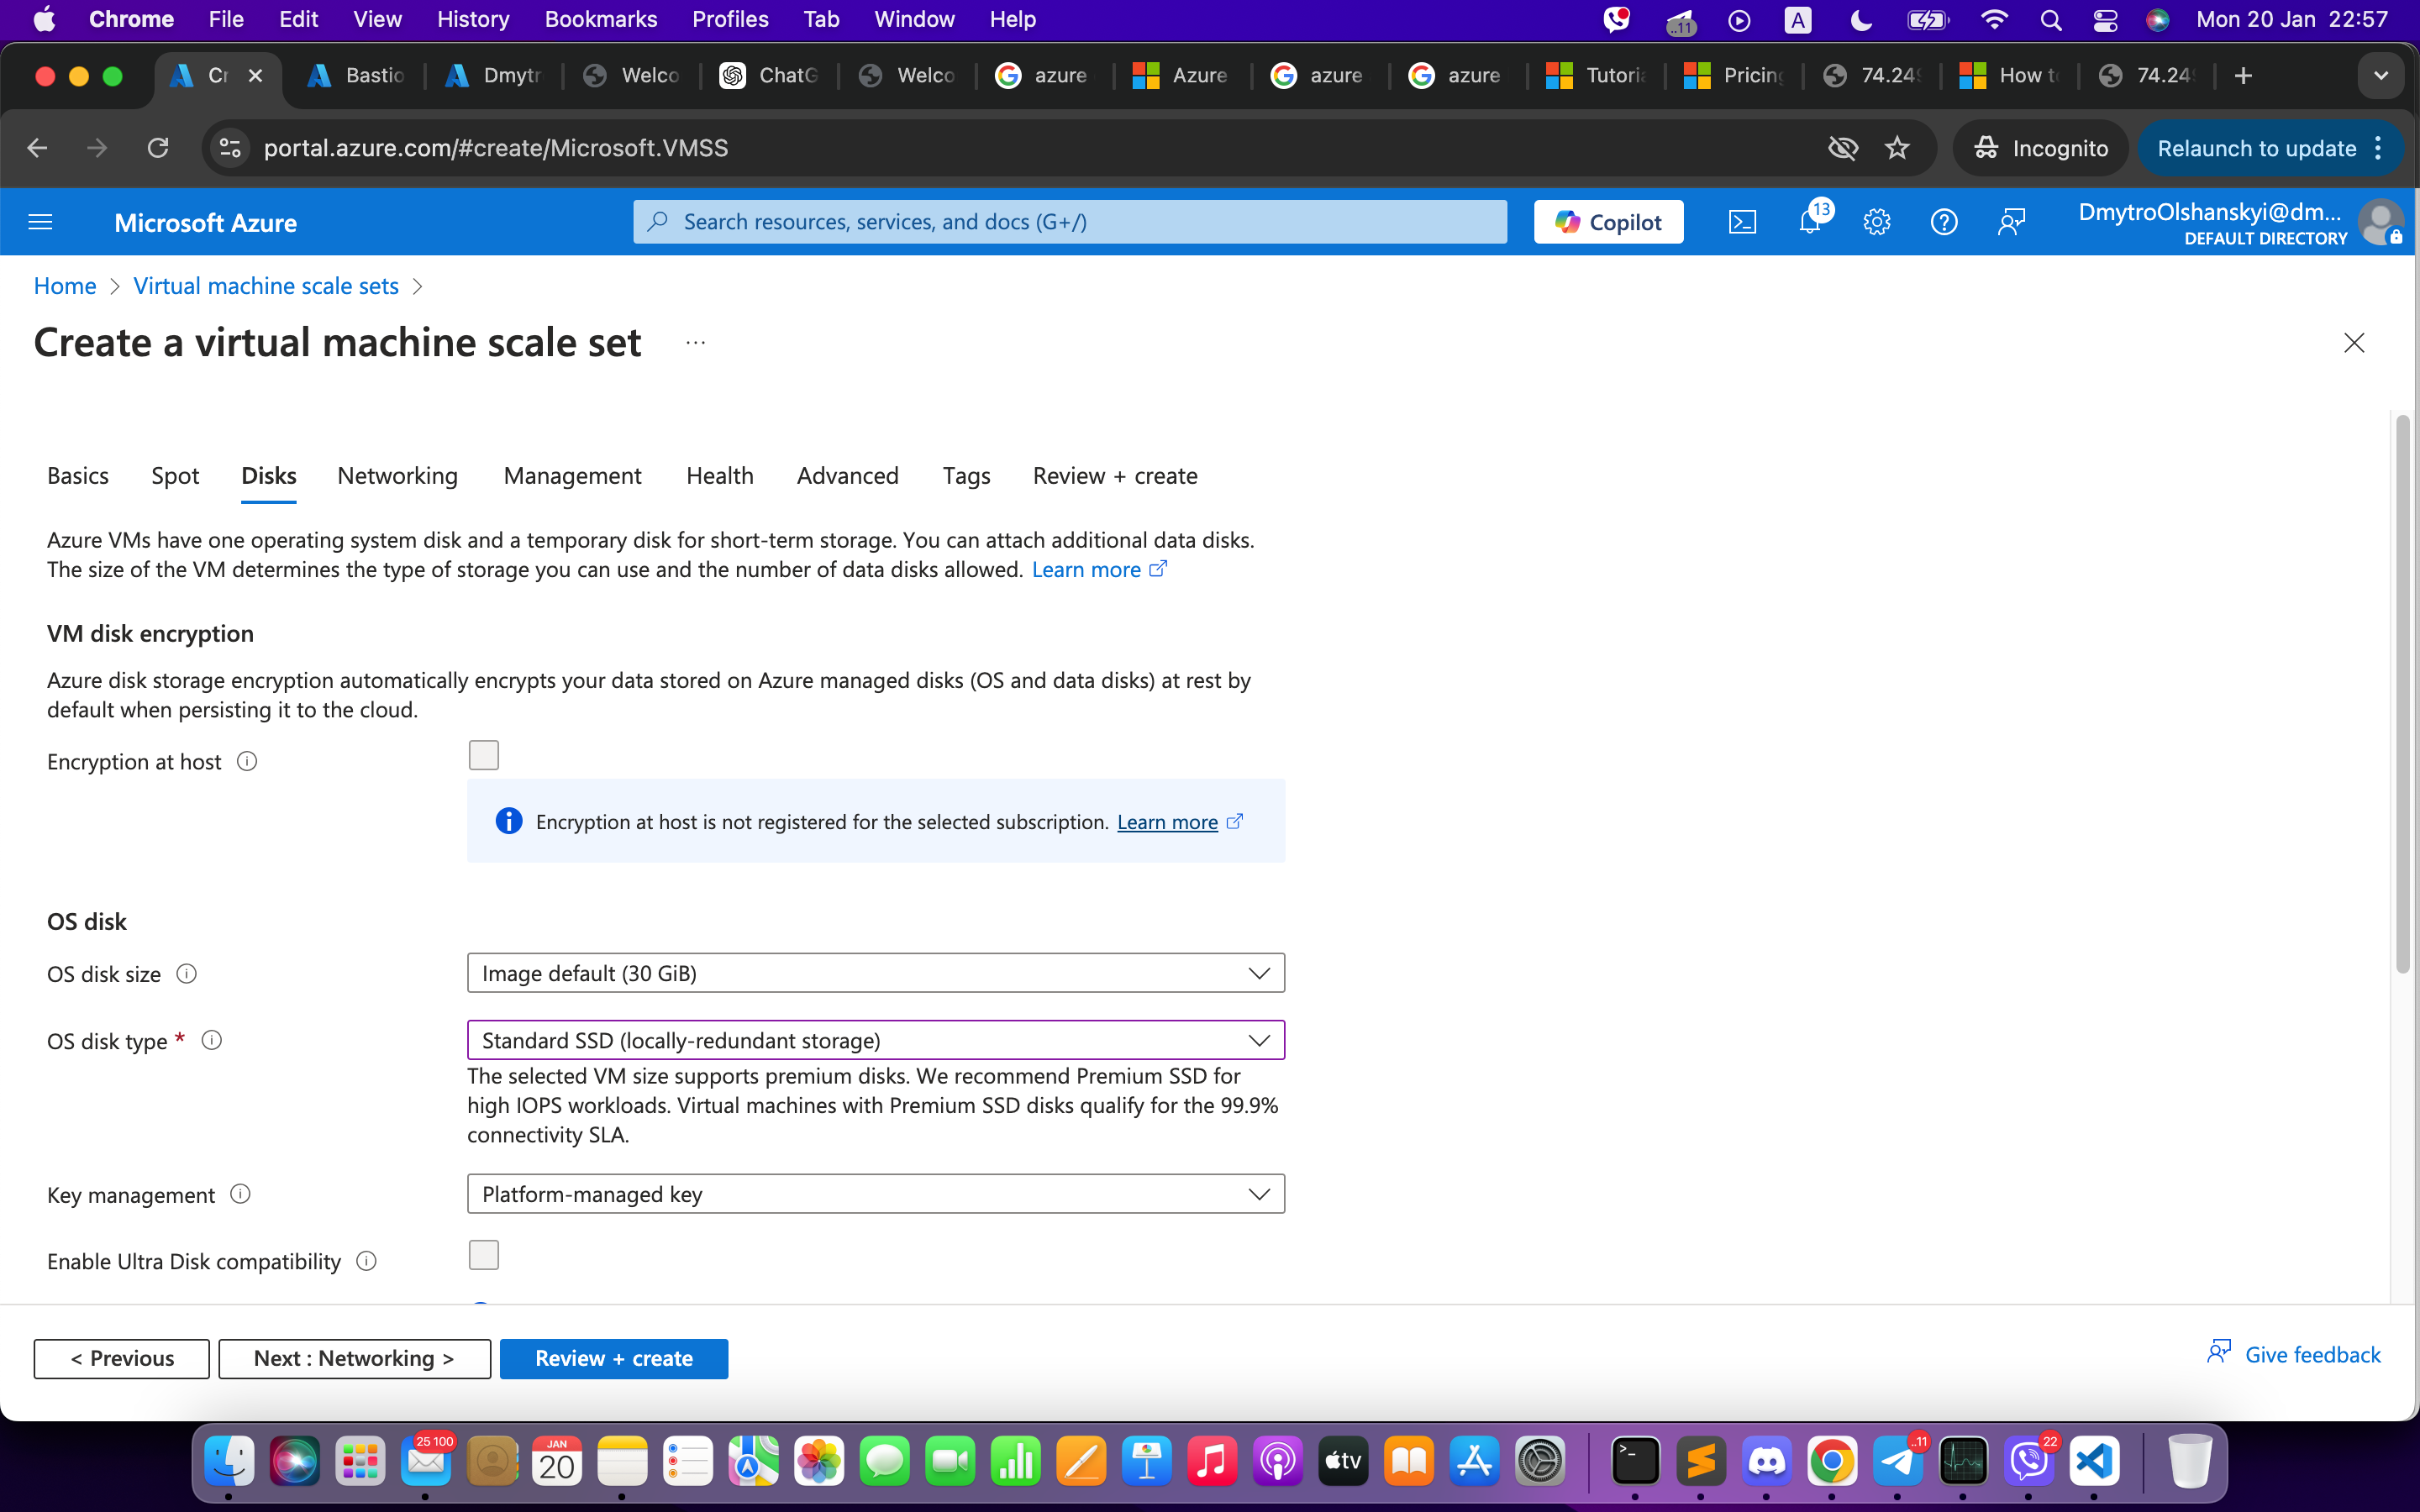 Chrome File Edit View History Bookmarks Profiles Tab Window Help ..11 A Mon 20 Jan 22:57
Cr Bastio Dmytr Welco ChatG Welco azure Azure azure azure Tutoria Pricing 74.249 How to 74.249
portal.azure.com/#create/Microsoft.VMSS Incognito Relaunch to update
Microsoft Azure Search resources, services, and docs (G+/) Copilot 13 DmytroOlshanskyi@dm...
DEFAULT DIRECTORY
Home > Virtual machine scale sets >
Create a virtual machine scale set ...
Basics Spot Disks Networking Management Health Advanced Tags Review + create
Azure VMs have one operating system disk and a temporary disk for short-term storage. You can attach additional data disks.
The size of the VM determines the type of storage you can use and the number of data disks allowed. Learn more
VM disk encryption
Azure disk storage encryption automatically encrypts your data stored on Azure managed disks (OS and data disks) at rest by
default when persisting it to the cloud.
Encryption at host
Encryption at host is not registered for the selected subscription. Learn more
OS disk
OS disk size Image default (30 GiB)
OS disk type * Standard SSD (locally-redundant storage)
The selected VM size supports premium disks. We recommend Premium SSD for
high IOPS workloads. Virtual machines with Premium SSD disks qualify for the 99.9%
connectivity SLA.
Key management Platform-managed key
Enable Ultra Disk compatibility
< Previous Next : Networking > Review + create Give feedback
25 100 JAN 20 tv ..11 22